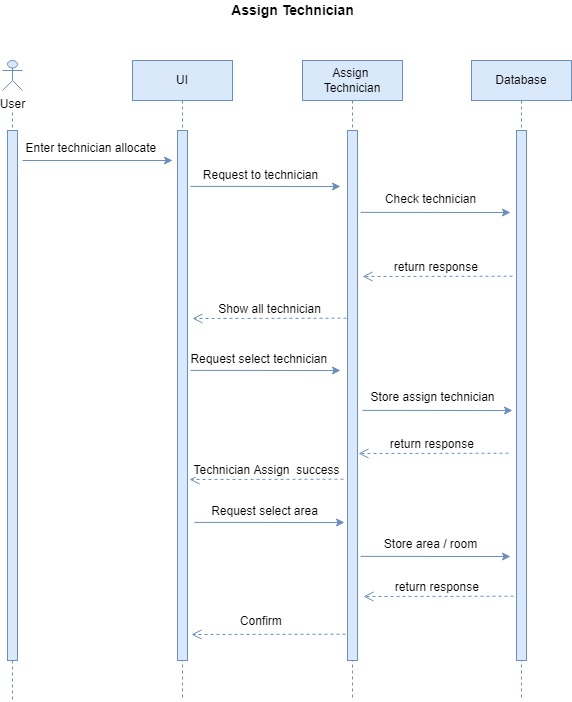 Assign Technician
User
UI
Assign
Technician
Database
Enter technician allocate
Request to technician
Check technician
return response
Show all technician
Request select technician
Store assign technician
return response
Technician Assign  success
Request select area
Store area / room
return response
Confirm